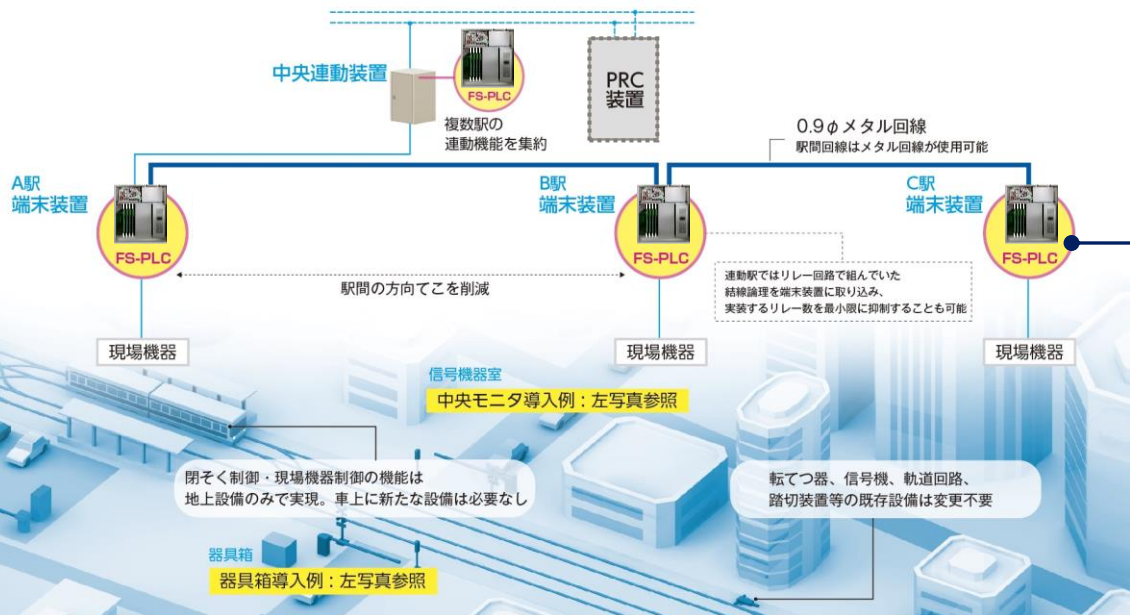 中央連動装置
FS-PLC
複数駅の
連動機能を集約
PRC
装置
0.9φメタル回線
駅間回線はメタル回線が使用可能
A駅
端末装置
FS-PLC
B駅
端末装置
FS-PLC
C駅
端末装置
FS-PLC
駅間の方向てこを削減
連動駅ではリレー回路で組んでいた
結線論理を端末装置に取り込み、
実装するリレー数を最小限に抑制することも可能
現場機器
現場機器
現場機器
信号機器室
中央モニタ導入例：左写真参照
閉そく制御・現場機器制御の機能は
地上設備のみで実現。車上に新たな設備は必要なし
転てつ器、信号機、軌道回路、
踏切装置等の既存設備は変更不要
器具箱
器具箱導入例：左写真参照